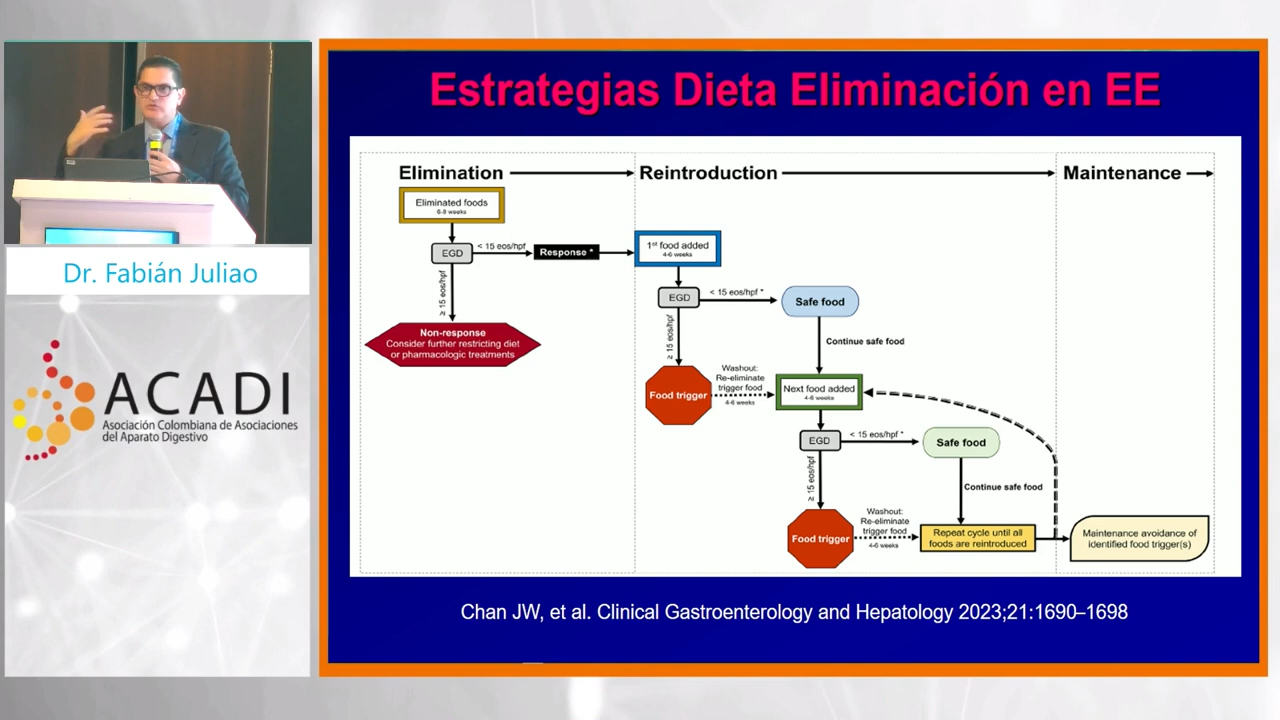 Estrategias Dieta Eliminación en EE
Elimination
Reintroduction
Maintenance
Eliminated foods
6-8 weeks
EGD
< 15 eos/hpf
Response *
≥ 15 eos/hpf
Non-response
Consider further restricting diet
or pharmacologic treatments
1st food added
4-6 weeks
EGD
< 15 eos/hpf *
Safe food
≥ 15 eos/hpf
Continue safe food
Food trigger
Washout:
Re-eliminate
trigger food
4-6 weeks
Next food added
4-6 weeks
EGD
< 15 eos/hpf *
Safe food
≥ 15 eos/hpf
Continue safe food
Food trigger
Washout:
Re-eliminate
trigger food
4-6 weeks
Repeat cycle until all
foods are reintroduced
Maintenance avoidance of
identified food trigger(s)
Chan JW, et al. Clinical Gastroenterology and Hepatology 2023;21:1690–1698
Dr. Fabián Juliao
ACADI
Asociación Colombiana de Asociaciones
del Aparato Digestivo